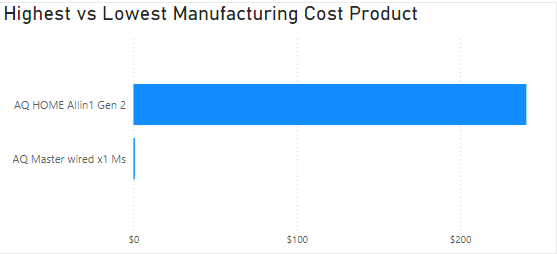 Highest vs Lowest Manufacturing Cost Product
AQ HOME Allin1 Gen 2
AQ Master wired x1 Ms
$0
$100
$200